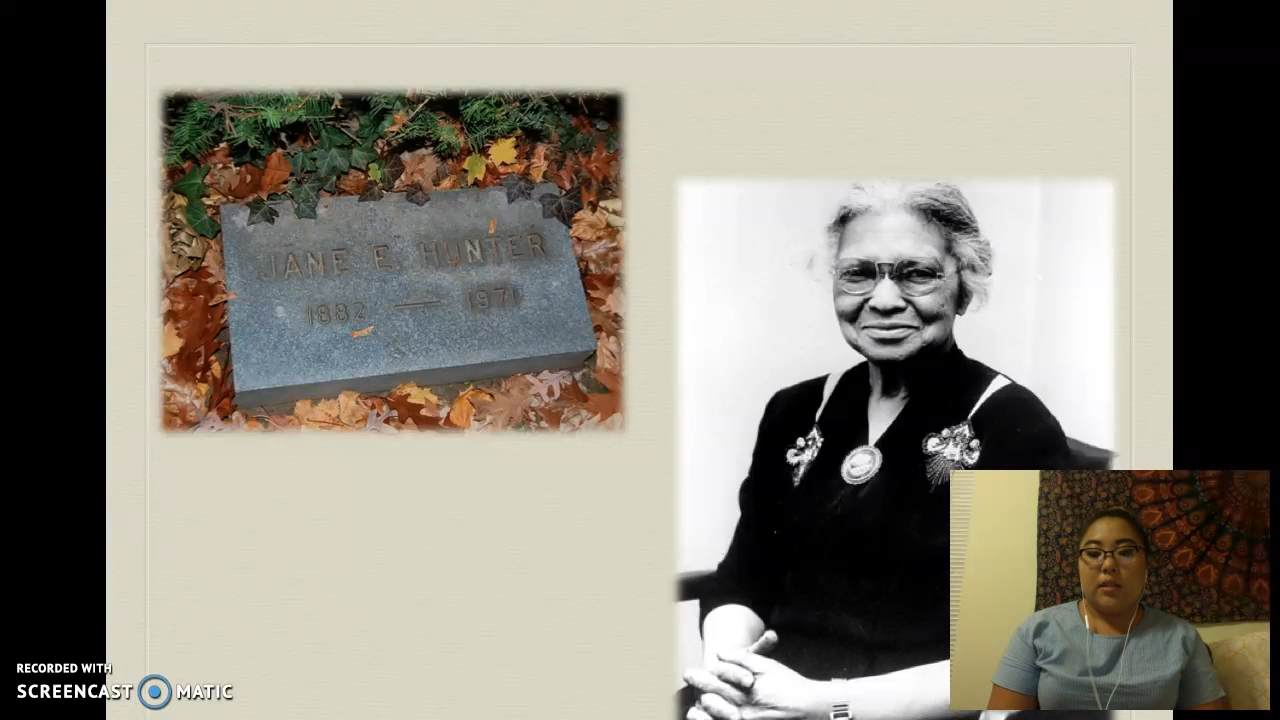 JANE E. HUNTER
1882 — 1971
RECORDED WITH
SCREENCAST MATIC